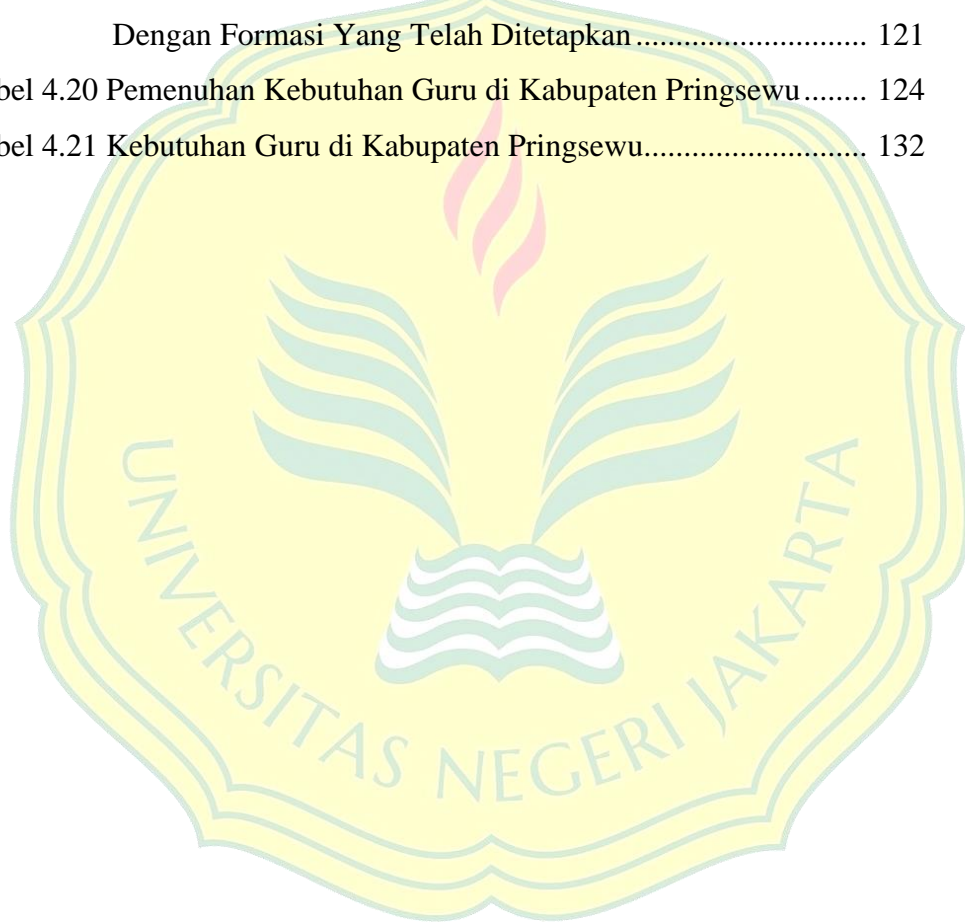 Dengan Formasi Yang Telah Ditetapkan ............................ 121
bel 4.20 Pemenuhan Kebutuhan Guru di Kabupaten Pringsewu ........ 124
bel 4.21 Kebutuhan Guru di Kabupaten Pringsewu........................... 132
UNIVERSITAS NEGERI JAKARTA